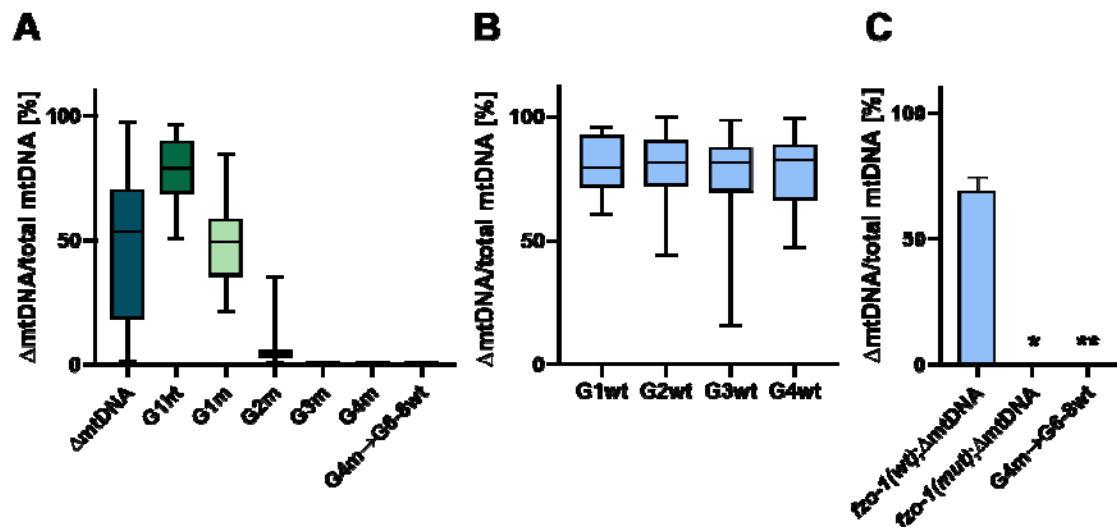 A
B
C
ΔmtDNA/total mtDNA [%]
100
50
0
ΔmtDNA
G1ht
G1m
G2m
G3m
G4m
G4m→G6-8wt
ΔmtDNA/total mtDNA [%]
100
50
0
G1wt G2wt G3wt G4wt
ΔmtDNA/total mtDNA [%]
100
50
0
*
**
fzo-1(wt);ΔmtDNA
fzo-1(mut);ΔmtDNA
G4m→G6-8wt